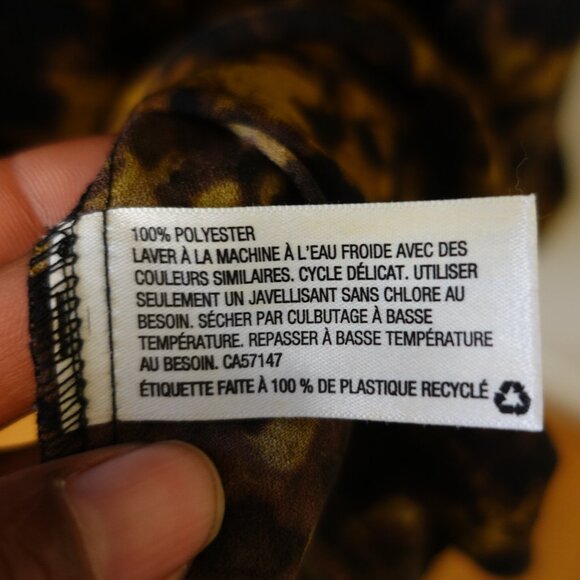 100% POLYESTER
LAVER À LA MACHINE À L'EAU FROIDE AVEC DES
COULEURS SIMILAIRES. CYCLE DÉLICAT. UTILISER
SEULEMENT UN JAVELLISANT SANS CHLORE AU
BESOIN. SÉCHER PAR CULBUTAGE À BASSE
TEMPÉRATURE. REPASSER À BASSE TEMPÉRATURE
AU BESOIN. CA57147
ÉTIQUETTE FAITE À 100 % DE PLASTIQUE RECYCLÉ